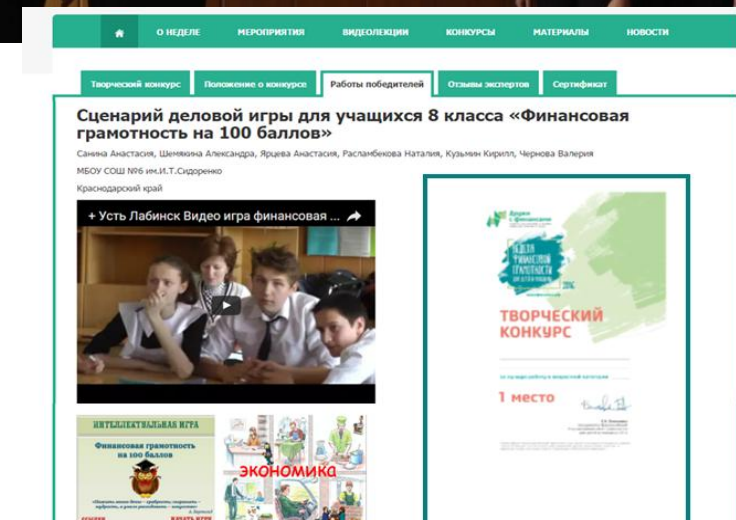 О НЕДЕЛЕ МЕРОПРИЯТИЯ ВИДЕОЛЕКЦИИ КОНКУРСЫ МАТЕРИАЛЫ НОВОСТИ
Творческий конкурс Положение о конкурсе Работы победителей Отзывы экспертов Сертификат
Сценарий деловой игры для учащихся 8 класса «Финансовая
грамотность на 100 баллов»
Санина Анастасия, Шемякина Александра, Ярцева Анастасия, Расламбекова Наталия, Кузьмин Кирилл, Чернова Валерия
МБОУ СОШ №6 им.И.Т.Сидоренко
Краснодарский край
+ Усть Лабинск Видео игра финансовая ...
Дружи
с финансами
НЕДЕЛЯ
ФИНАНСОВОЙ
ГРАМОТНОСТИ
2016
ТВОРЧЕСКИЙ
КОНКУРС
1 место
ИНТЕЛЛЕКТУАЛЬНАЯ ИГРА
Финансовая грамотность
на 100 баллов
ЭКОНОМИКА
НАЧАТЬ ИГРУ